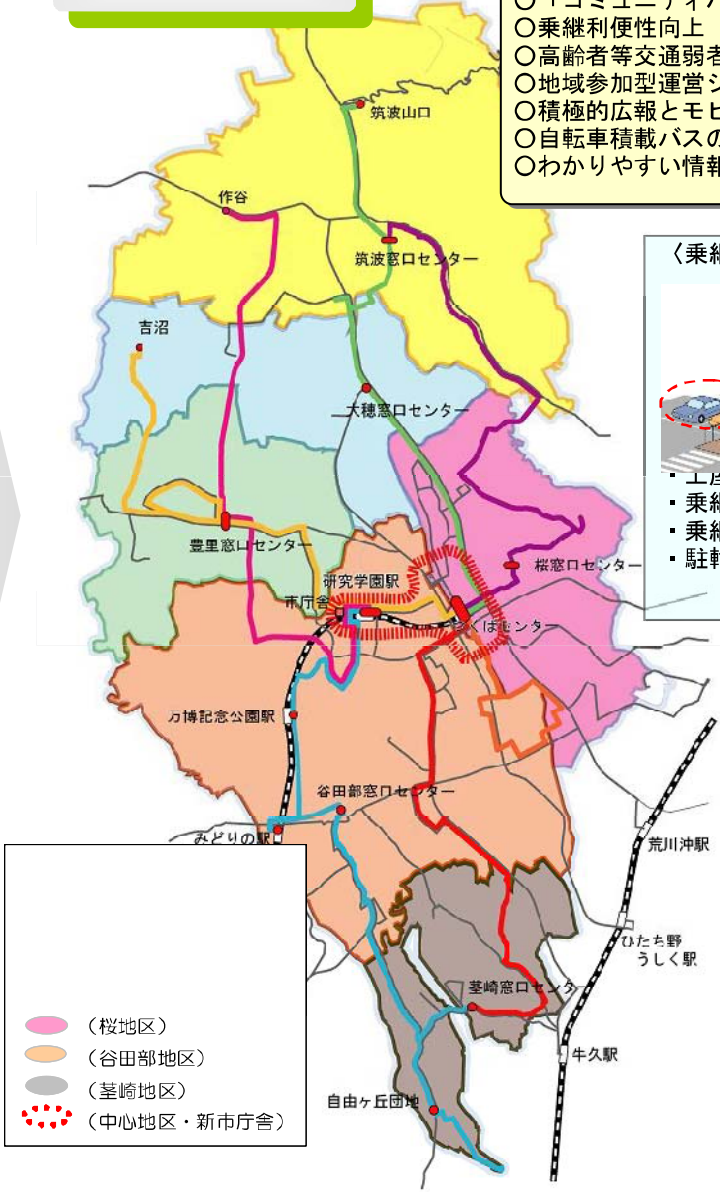 ○乗継利便性向上
○高齢者等交通弱者
○地域参加型運営シ
○積極的広報とモビ
○自転車積載バスの
○わかりやすい情報
筑波山口
作谷
筑波窓口センター
〈乗継
吉沼
大穂窓口センター
・乗継
・乗継
・駐輪
豊里窓口センター
桜窓口センター
研究学園駅
市庁舎
つくばセンター
万博記念公園駅
谷田部窓口センター
みどりの駅
荒川沖駅
ひたち野
うしく駅
茎崎窓口センタ
牛久駅
自由ヶ丘団地
（桜地区）
（谷田部地区）
（茎崎地区）
（中心地区・新市庁舎）